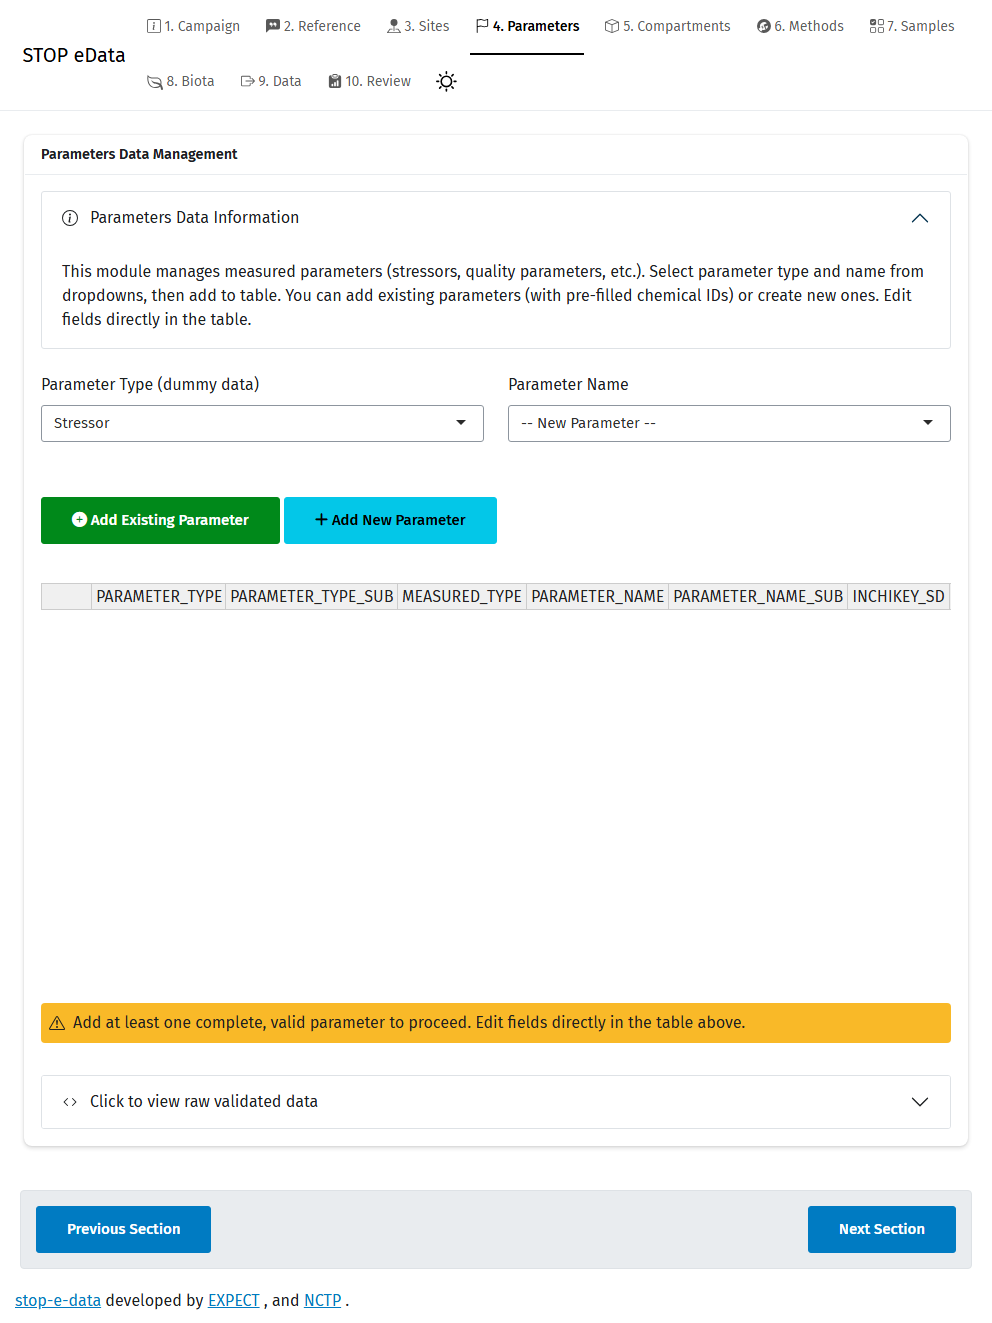 STOP eData
1. Campaign
2. Reference
3. Sites
4. Parameters
5. Compartments
6. Methods
7. Samples
8. Biota
9. Data
10. Review
Parameters Data Management
Parameters Data Information
This module manages measured parameters (stressors, quality parameters, etc.). Select parameter type and name from
dropdowns, then add to table. You can add existing parameters (with pre-filled chemical IDs) or create new ones. Edit
fields directly in the table.
Parameter Type (dummy data)
Parameter Name
Stressor
-- New Parameter --
Add Existing Parameter
Add New Parameter
PARAMETER_TYPE PARAMETER_TYPE_SUB MEASURED_TYPE PARAMETER_NAME PARAMETER_NAME_SUB INCHIKEY_SD
Add at least one complete, valid parameter to proceed. Edit fields directly in the table above.
Click to view raw validated data
Previous Section
Next Section
stop-e-data developed by EXPECT , and NCTP .